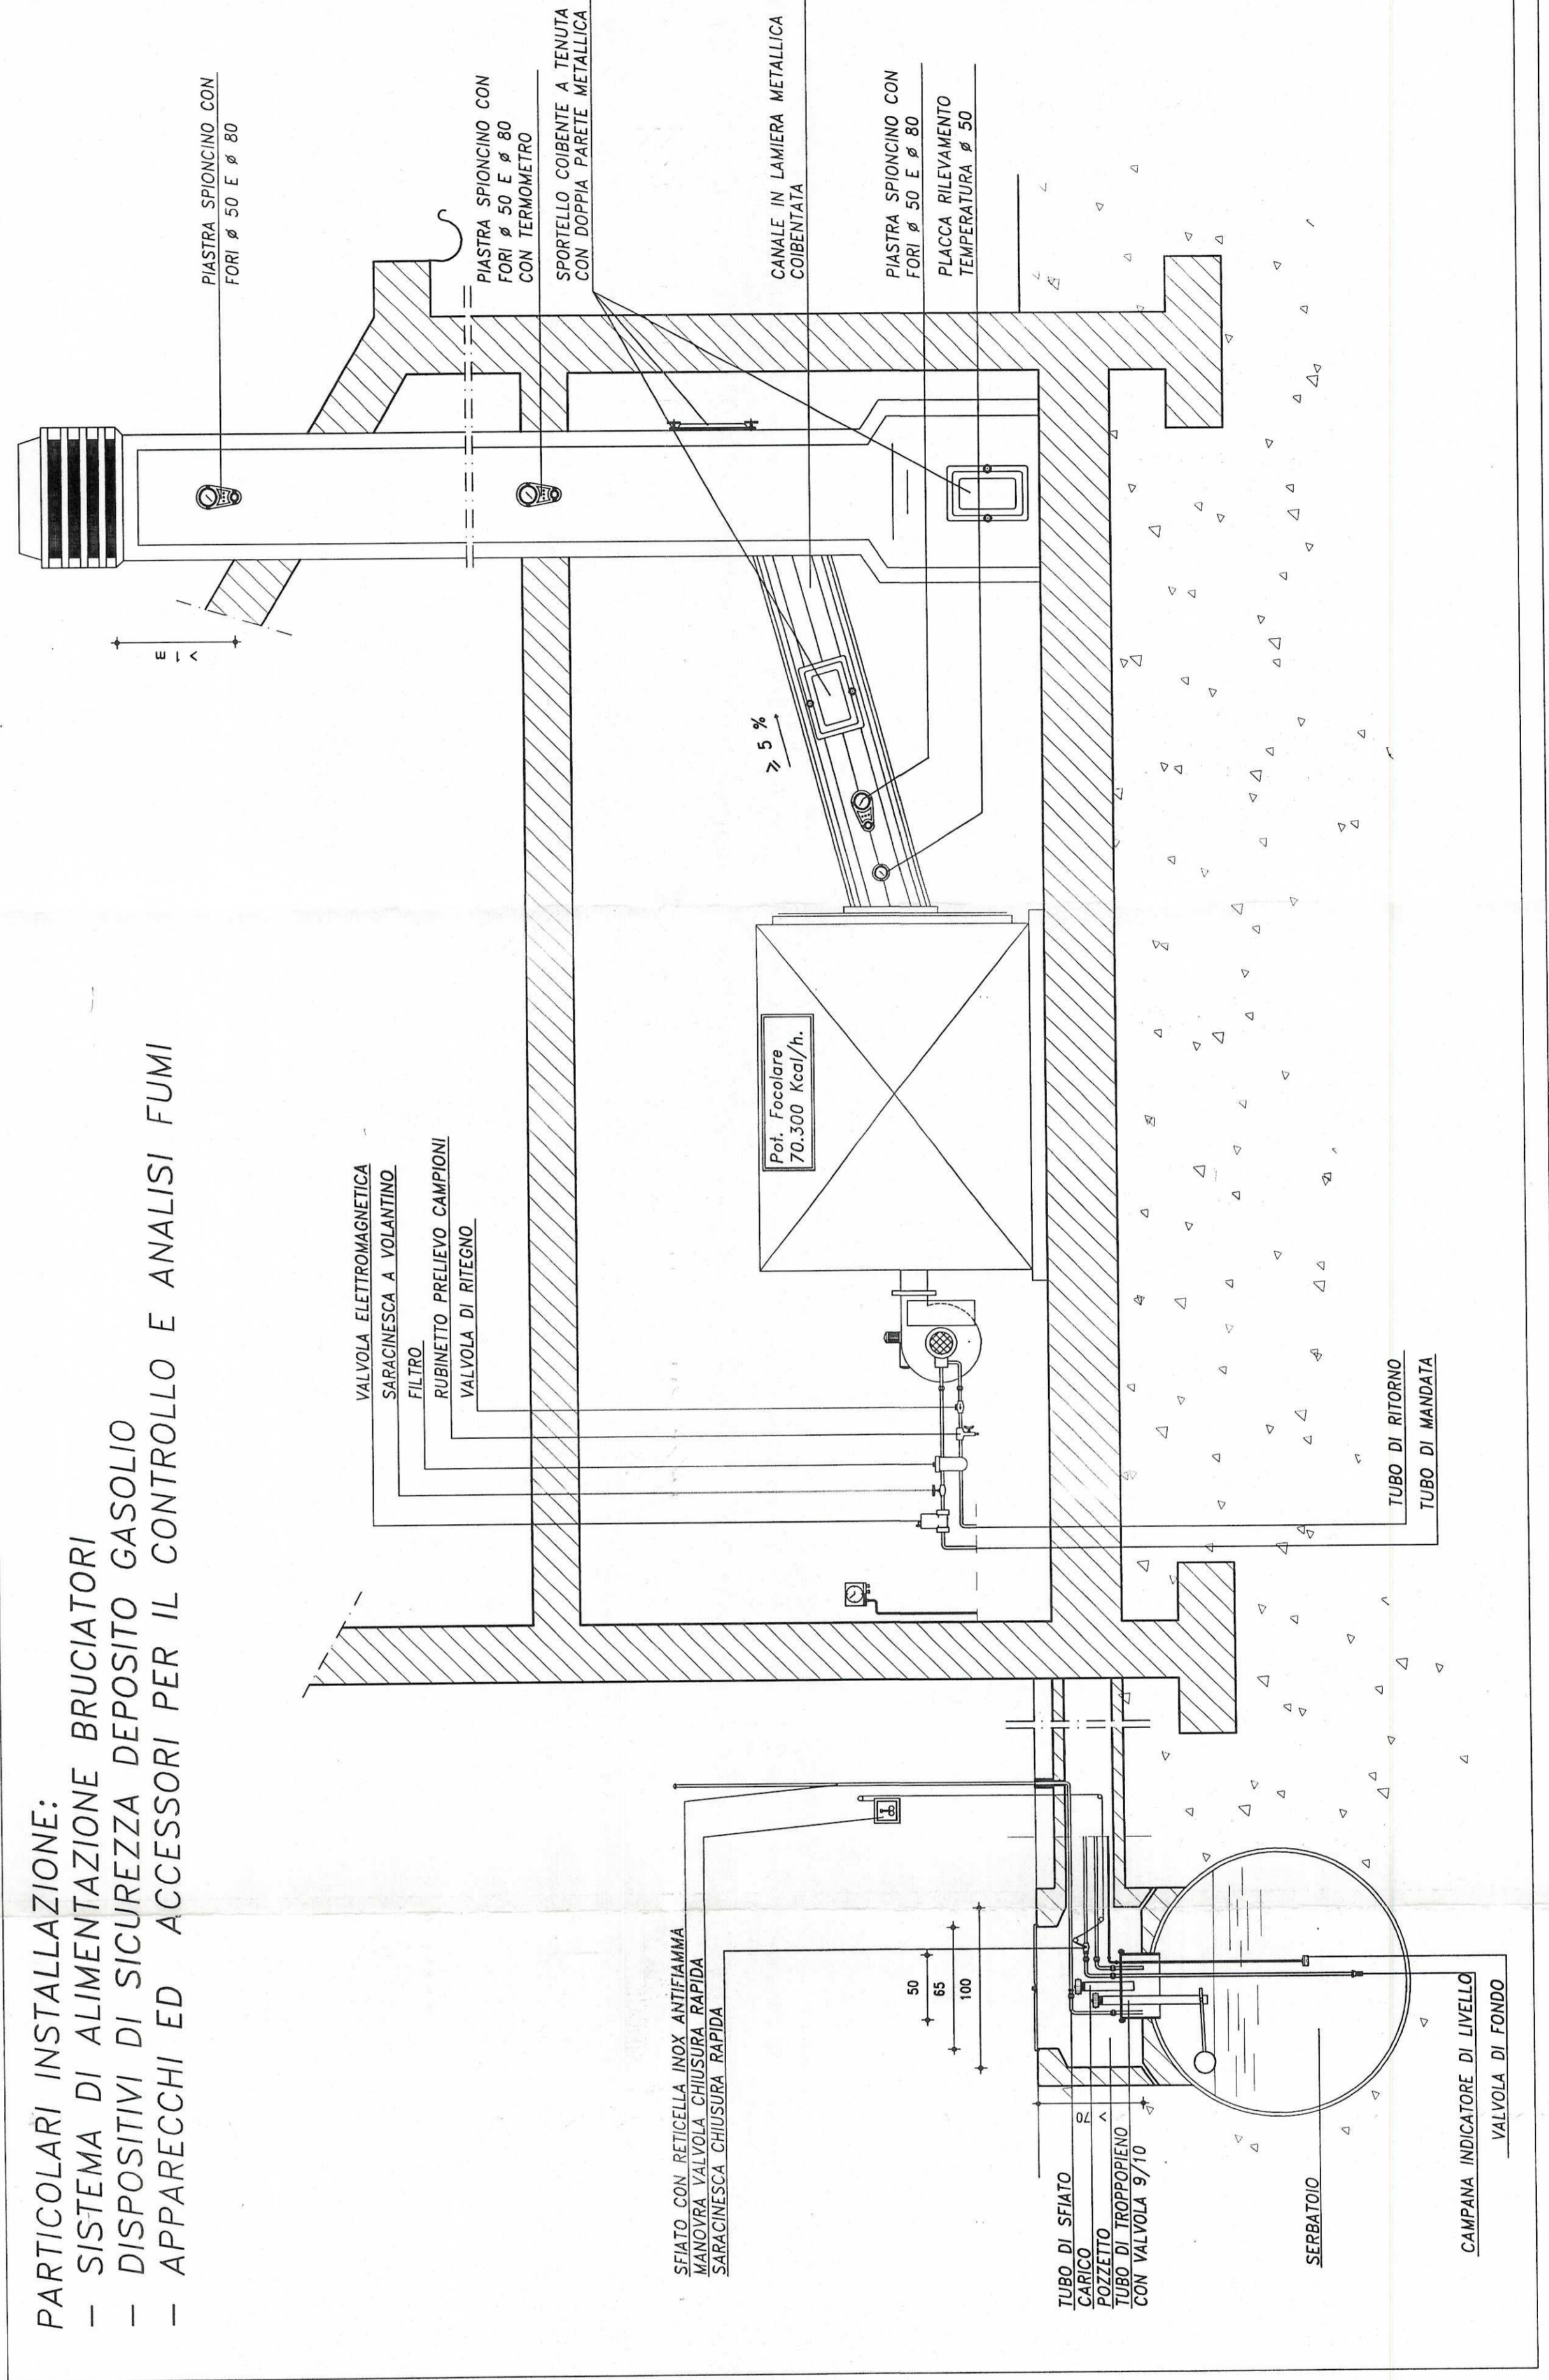 PARTICOLARI INSTALLAZIONE:
- SISTEMA DI ALIMENTAZIONE BRUCIATORI
- DISPOSITIVI DI SICUREZZA DEPOSITO GASOLIO
- APPARECCHI ED ACCESSORI PER IL CONTROLLO E ANALISI FUMI
PIASTRA SPIONCINO CON
FORI ø 50 E ø 80
> 1 m
PIASTRA SPIONCINO CON
FORI ø 50 E ø 80
CON TERMOMETRO
SPORTELLO COIBENTE A TENUTA
CON DOPPIA PARETE METALLICA
CANALE IN LAMIERA METALLICA
COIBENTATA
PIASTRA SPIONCINO CON
FORI ø 50 E ø 80
PLACCA RILEVAMENTO
TEMPERATURA ø 50
⩾ 5 %
VALVOLA ELETTROMAGNETICA
SARACINESCA A VOLANTINO
FILTRO
RUBINETTO PRELIEVO CAMPIONI
VALVOLA DI RITEGNO
Pot. Focolare
70.300 Kcal/h.
TUBO DI RITORNO
TUBO DI MANDATA
SFIATO CON RETICELLA INOX ANTIFIAMMA
MANOVRA VALVOLA CHIUSURA RAPIDA
SARACINESCA CHIUSURA RAPIDA
50
65
100
> 70
TUBO DI SFIATO
CARICO
POZZETTO
TUBO DI TROPPOPIENO
CON VALVOLA 9/10
SERBATOIO
CAMPANA INDICATORE DI LIVELLO
VALVOLA DI FONDO